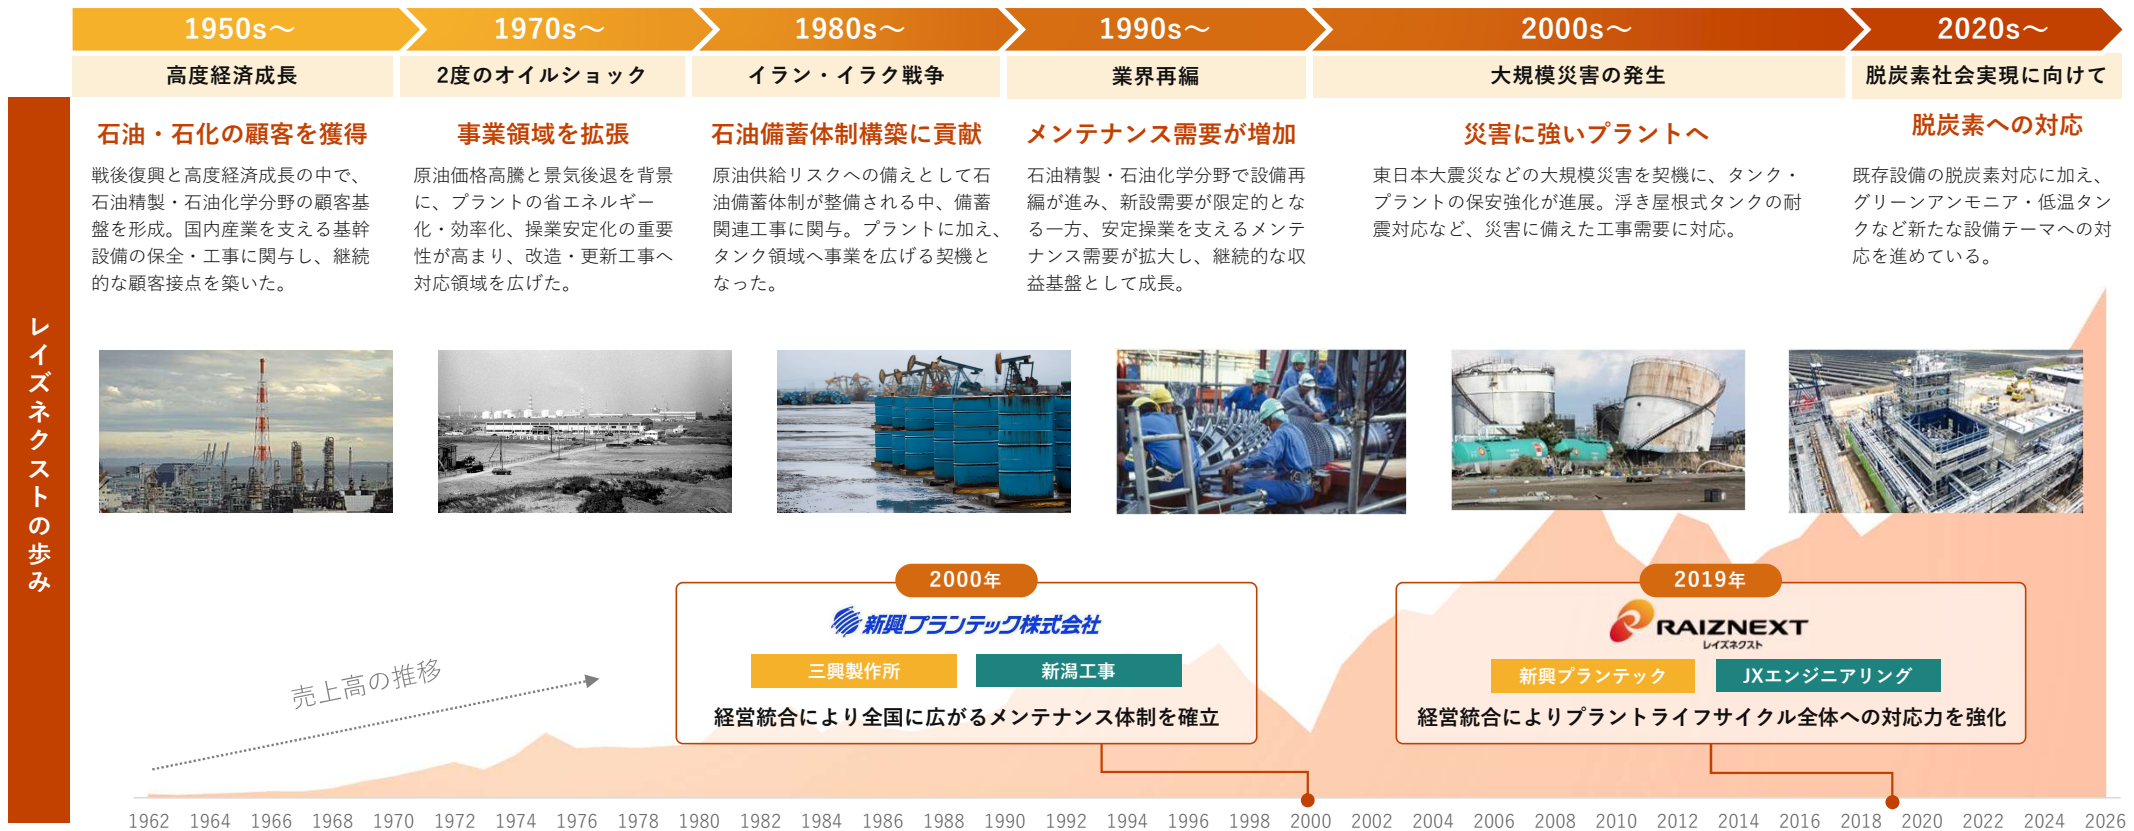 1950s～
1970s～
1980s～
1990s～
2000s～
2020s～
高度経済成長
2度のオイルショック
イラン・イラク戦争
業界再編
大規模災害の発生
脱炭素社会実現に向けて
レイズネクストの歩み
石油・石化の顧客を獲得
戦後復興と高度経済成長の中で、
石油精製・石油化学分野の顧客基
盤を形成。国内産業を支える基幹
設備の保全・工事に関与し、継続
的な顧客接点を築いた。
事業領域を拡張
原油価格高騰と景気後退を背景
に、プラントの省エネルギー
化・効率化、操業安定化の重要
性が高まり、改造・更新工事へ
対応領域を広げた。
石油備蓄体制構築に貢献
原油供給リスクへの備えとして石
油備蓄体制が整備される中、備蓄
関連工事に関与。プラントに加え、
タンク領域へ事業を広げる契機と
なった。
メンテナンス需要が増加
石油精製・石油化学分野で設備再
編が進み、新設需要が限定的とな
る一方、安定操業を支えるメンテ
ナンス需要が拡大し、継続的な収
益基盤として成長。
災害に強いプラントへ
東日本大震災などの大規模災害を契機に、タンク・
プラントの保安強化が進展。浮き屋根式タンクの耐
震対応など、災害に備えた工事需要に対応。
脱炭素への対応
既存設備の脱炭素対応に加え、
グリーンアンモニア・低温タン
クなど新たな設備テーマへの対
応を進めている。
売上高の推移
2000年
新興プランテック株式会社
三興製作所
新潟工事
経営統合により全国に広がるメンテナンス体制を確立
2019年
RAIZNEXT
レイズネクスト
新興プランテック
JXエンジニアリング
経営統合によりプラントライフサイクル全体への対応力を強化
1962 1964 1966 1968 1970 1972 1974 1976 1978 1980 1982 1984 1986 1988 1990 1992 1994 1996 1998 2000 2002 2004 2006 2008 2010 2012 2014 2016 2018 2020 2022 2024 2026